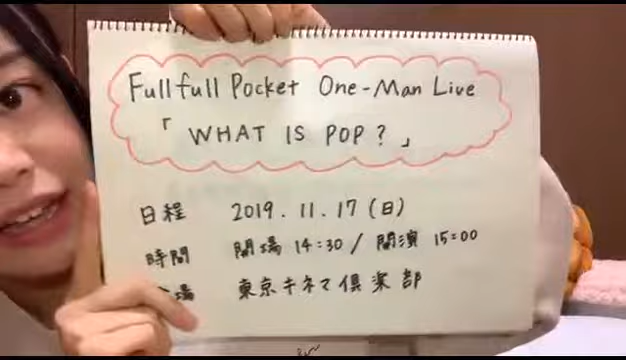 Fullfull Pocket One-Man Live
「WHAT IS POP?」
日程 2019.11.17(日)
時間 開場 14:30 / 開演 15:00
場 東京キネマ倶楽部